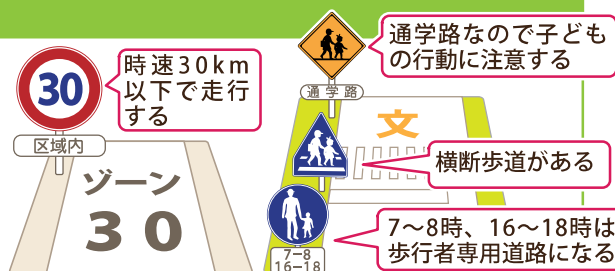 30
区域内
時速30km
以下で走行
する
ゾーン
30
通学路
通学路なので子ども
の行動に注意する
文
横断歩道がある
7-8
16-18
7～8時、16～18時は
歩行者専用道路になる